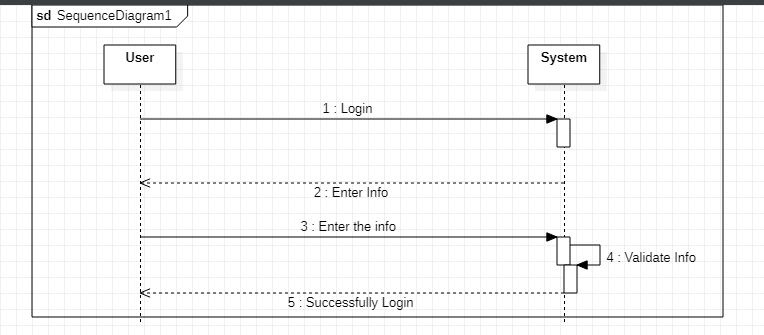 sd SequenceDiagram1
User
System
1 : Login
2 : Enter Info
3 : Enter the info
4 : Validate Info
5 : Successfully Login